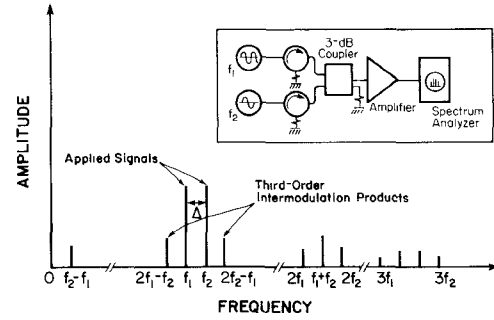 3-dB
Coupler
f₁
f₂
Amplifier
Spectrum
Analyzer
AMPLITUDE
Applied Signals
Third-Order
Intermodulation Products
Δ
0 f₂-f₁ 2f₁-f₂ f₁ f₂ 2f₂-f₁ 2f₁ f₁+f₂ 2f₂ 3f₁ 3f₂
FREQUENCY